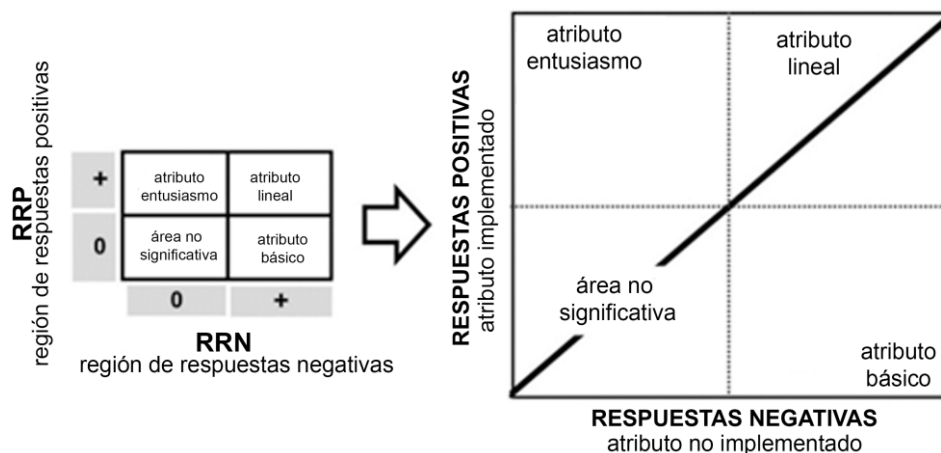 RRP
región de respuestas positivas
+
0
atributo
entusiasmo
atributo
lineal
área no
significativa
atributo
básico
0
+
RRN
región de respuestas negativas
RESPUESTAS POSITIVAS
atributo implementado
atributo
entusiasmo
atributo
lineal
área no
significativa
atributo
básico
RESPUESTAS NEGATIVAS
atributo no implementado